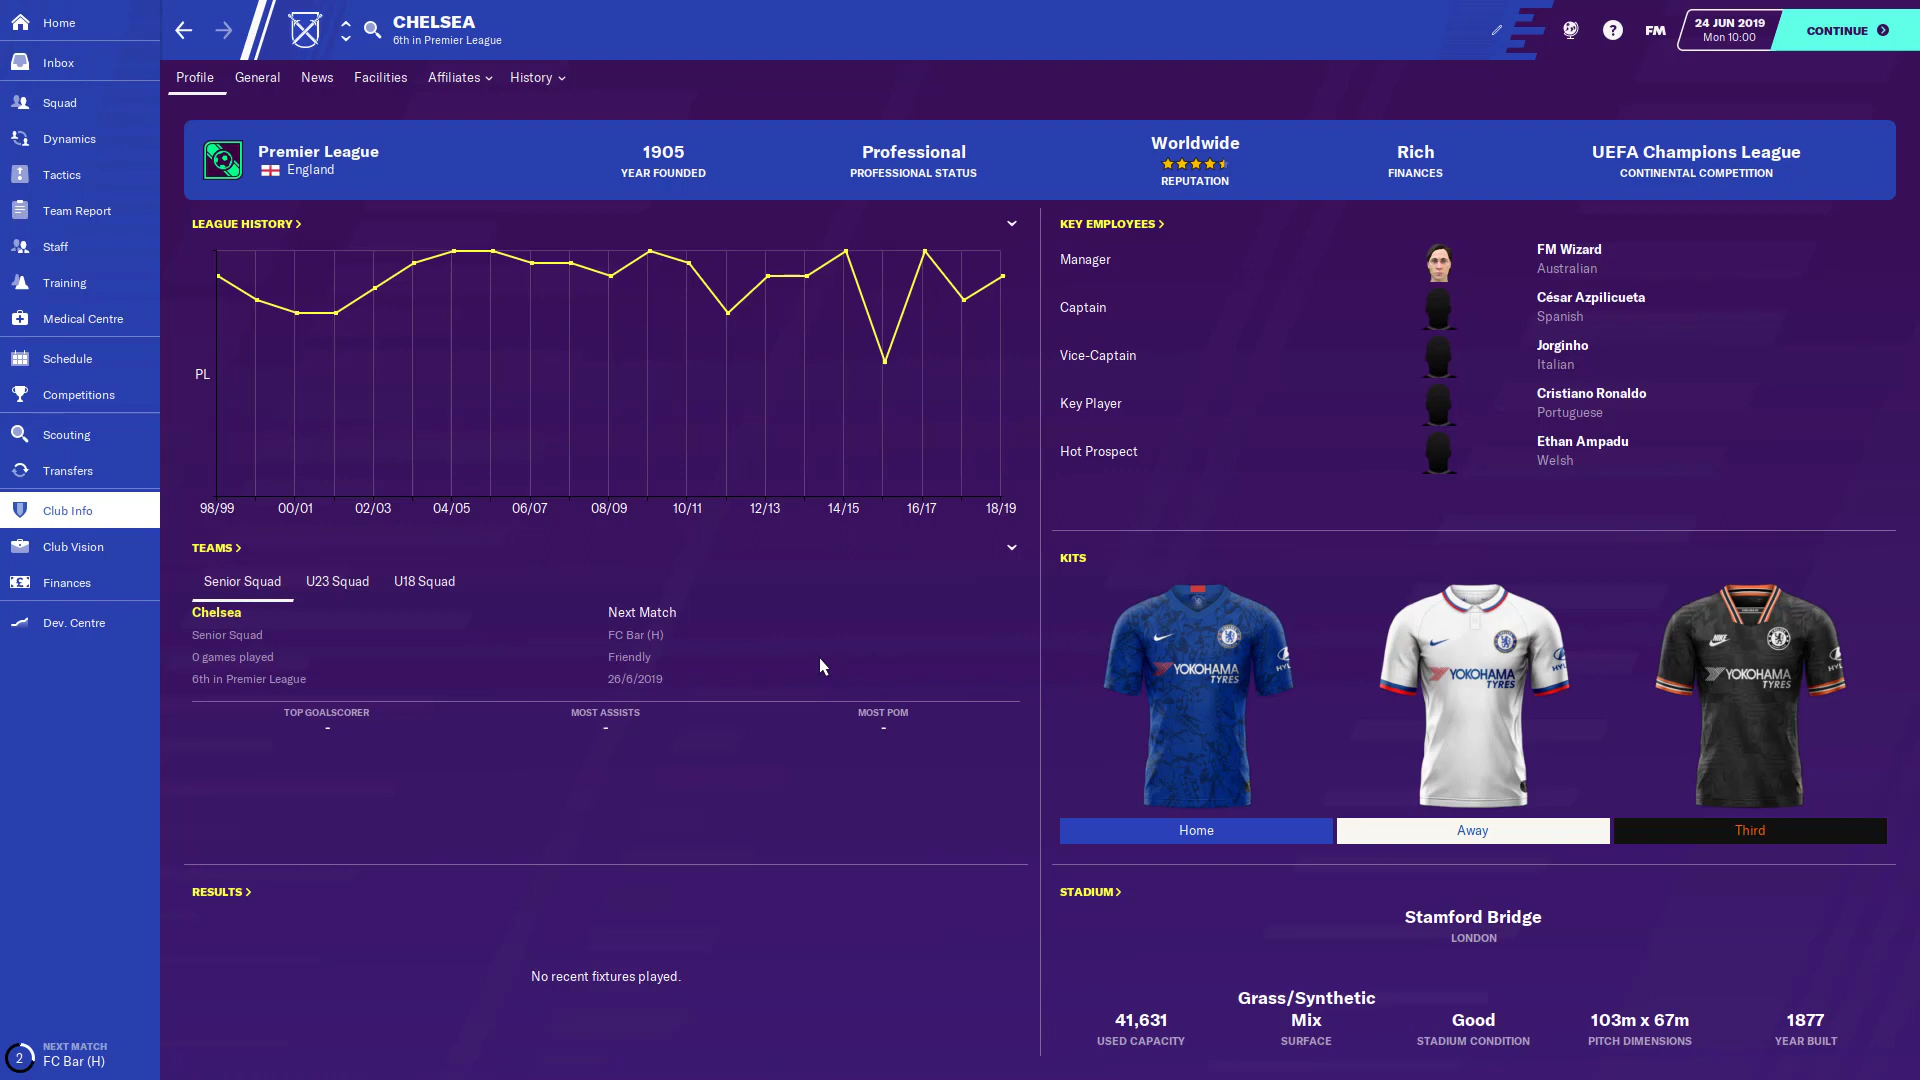 Home
Inbox
Squad
Dynamics
Tactics
Team Report
Staff
Training
Medical Centre
Schedule
Competitions
Scouting
Transfers
Club Info
Club Vision
Finances
Dev. Centre
2
NEXT MATCH
FC Bar (H)
CHELSEA
6th in Premier League
FM
24 JUN 2019
Mon 10:00
CONTINUE
Profile General News Facilities Affiliates History
Premier League
England
1905
YEAR FOUNDED
Professional
PROFESSIONAL STATUS
Worldwide
REPUTATION
Rich
FINANCES
UEFA Champions League
CONTINENTAL COMPETITION
LEAGUE HISTORY
PL
98/99 00/01 02/03 04/05 06/07 08/09 10/11 12/13 14/15 16/17 18/19
TEAMS
Senior Squad U23 Squad U18 Squad
Chelsea
Senior Squad
0 games played
6th in Premier League
Next Match
FC Bar (H)
Friendly
26/6/2019
TOP GOALSCORER
-
MOST ASSISTS
-
MOST POM
-
RESULTS
No recent fixtures played.
KEY EMPLOYEES
Manager
FM Wizard
Australian
Captain
César Azpilicueta
Spanish
Vice-Captain
Jorginho
Italian
Key Player
Cristiano Ronaldo
Portuguese
Hot Prospect
Ethan Ampadu
Welsh
KITS
YOKOHAMA
TYRES
YOKOHAMA
TYRES
NIKE
YOKOHAMA
TYRES
Home
Away
Third
STADIUM
Stamford Bridge
LONDON
41,631
USED CAPACITY
Grass/Synthetic
Mix
SURFACE
Good
STADIUM CONDITION
103m x 67m
PITCH DIMENSIONS
1877
YEAR BUILT